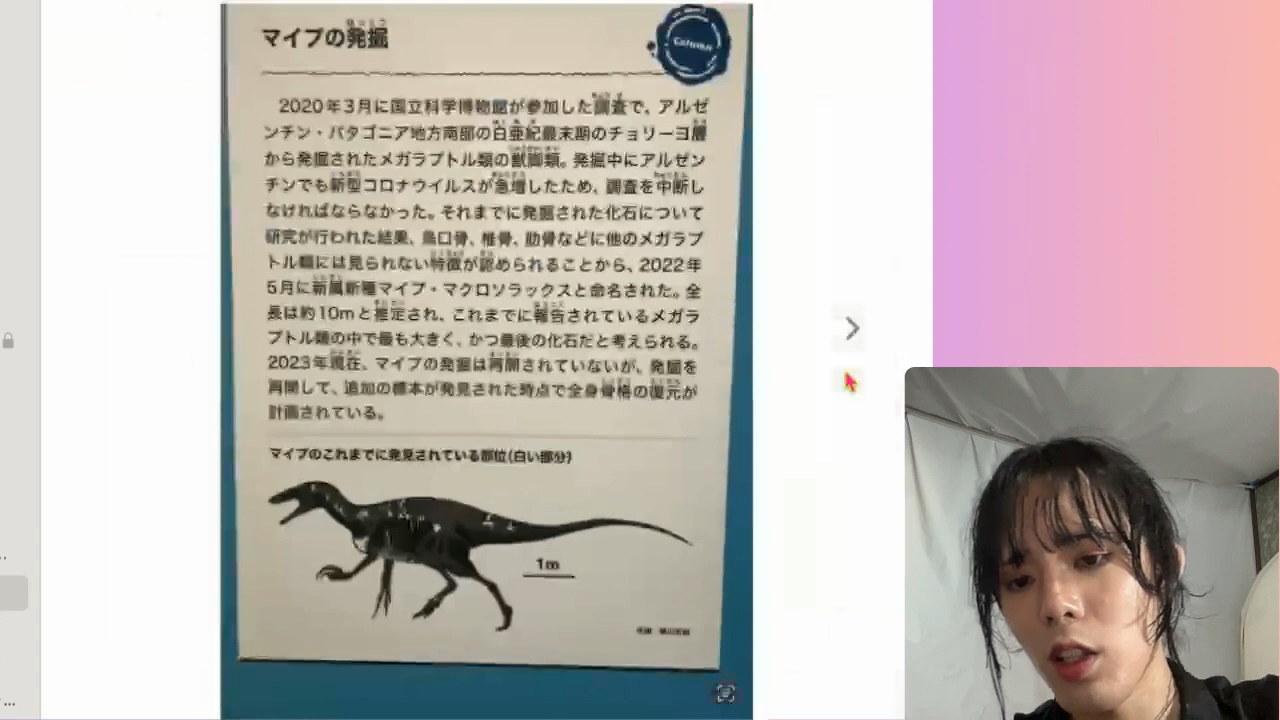 マイプの発掘
Column
2020年3月に国立科学博物館が参加した調査で、アルゼ
ンチン・パタゴニア地方南部の白亜紀最末期のチョリーヨ層
から発掘されたメガラプトル類の獣脚類。発掘中にアルゼン
チンでも新型コロナウイルスが急増したため、調査を中断し
なければならなかった。それまでに発掘された化石について
研究が行われた結果、烏口骨、椎骨、肋骨などに他のメガラプ
トル類には見られない特徴が認められることから、2022年
5月に新属新種マイプ・マクロソラックスと命名された。全
長は約10mと推定され、これまでに報告されているメガラ
プトル類の中で最も大きく、かつ最後の化石だと考えられる。
2023年現在、マイプの発掘は再開されていないが、発掘を
再開して、追加の標本が発見された時点で全身骨格の復元が
計画されている。
マイプのこれまでに発見されている部位(白い部分)
1m